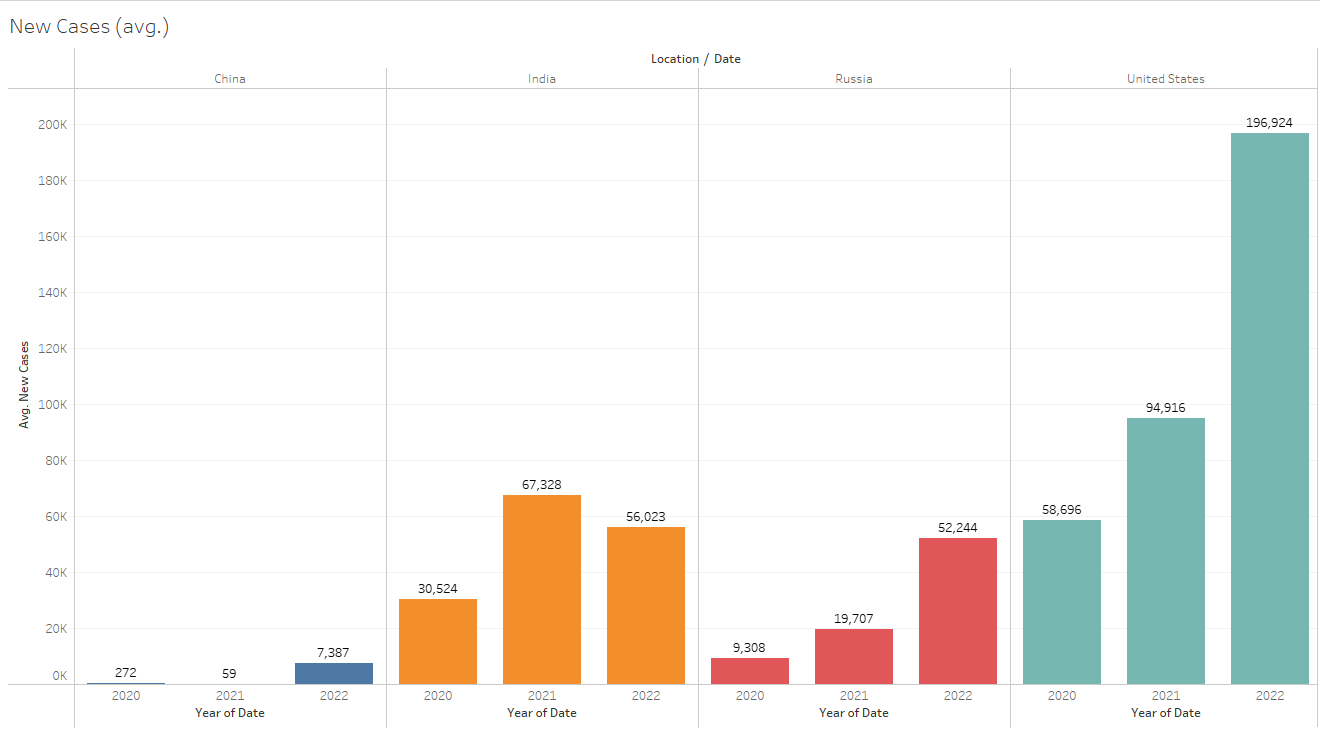 New Cases (avg.)
Location / Date
China India Russia United States
200K
180K
160K
140K
120K
100K
80K
60K
40K
20K
0K
Avg. New Cases
272 59 7,387
30,524 67,328 56,023
9,308 19,707 52,244
58,696 94,916 196,924
2020 2021 2022 2020 2021 2022 2020 2021 2022 2020 2021 2022
Year of Date Year of Date Year of Date Year of Date